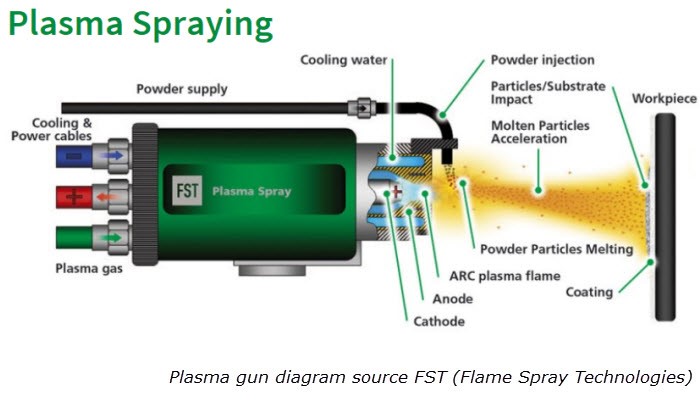 Plasma Spraying
Cooling water
Powder injection
Powder supply
Particles/Substrate
Impact
Workpiece
Cooling &
Power cables
Molten Particles
Acceleration
FST
Plasma Spray
Powder Particles Melting
Plasma gas
ARC plasma flame
Coating
Anode
Cathode
Plasma gun diagram source FST (Flame Spray Technologies)